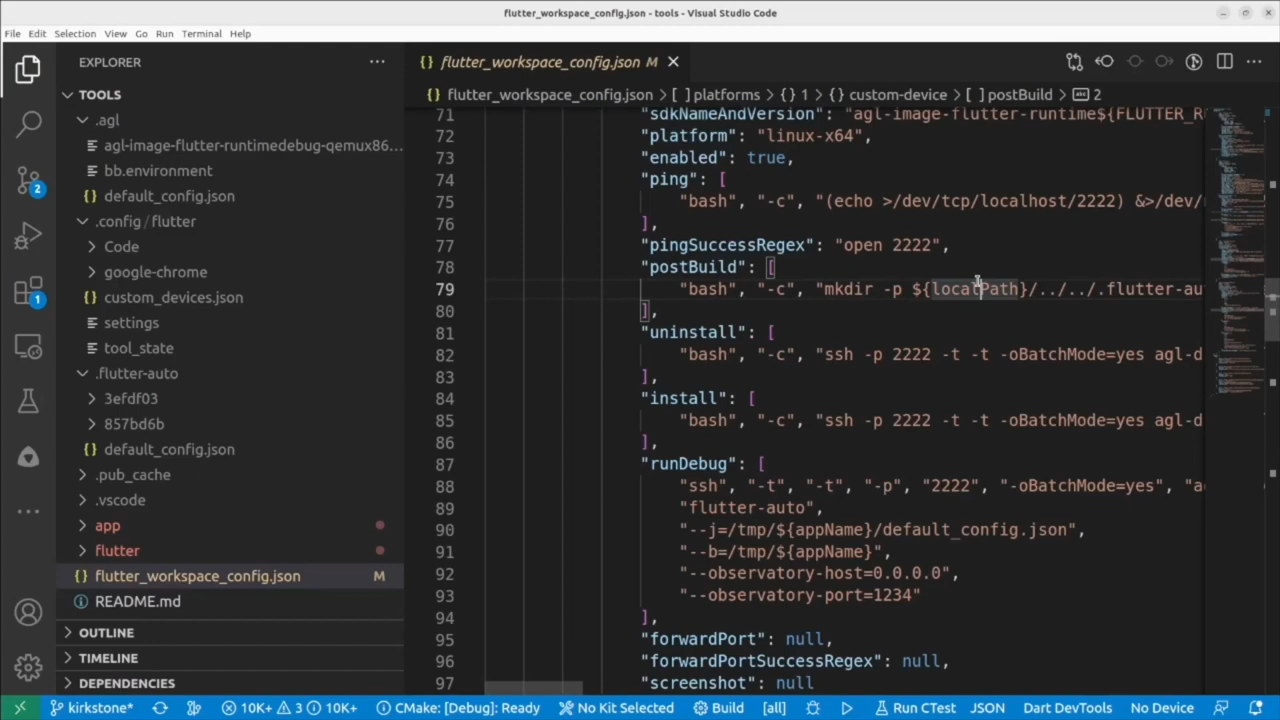 flutter_workspace_config.json - tools - Visual Studio Code
File Edit Selection View Go Run Terminal Help
EXPLORER
TOOLS
.agl
agl-image-flutter-runtimedebug-qemux86...
bb.environment
default_config.json
.config / flutter
Code
google-chrome
custom_devices.json
settings
tool_state
.flutter-auto
3efdf03
857bd6b
default_config.json
.pub_cache
.vscode
app
flutter
flutter_workspace_config.json M
README.md
OUTLINE
TIMELINE
DEPENDENCIES
2
1
flutter_workspace_config.json M
flutter_workspace_config.json > [ ] platforms > {} 1 > {} custom-device > [ ] postBuild > abc 2
71 "sdkNameAndVersion": "agl-image-flutter-runtime${FLUTTER_RU
72 "platform": "linux-x64",
73 "enabled": true,
74 "ping": [
75 "bash", "-c", "(echo >/dev/tcp/localhost/2222) &>/dev/
76 ],
77 "pingSuccessRegex": "open 2222",
78 "postBuild": [
79 "bash", "-c", "mkdir -p ${localPath}/../../.flutter-au
80 ],
81 "uninstall": [
82 "bash", "-c", "ssh -p 2222 -t -t -oBatchMode=yes agl-d
83 ],
84 "install": [
85 "bash", "-c", "ssh -p 2222 -t -t -oBatchMode=yes agl-d
86 ],
87 "runDebug": [
88 "ssh", "-t", "-t", "-p", "2222", "-oBatchMode=yes", "a
89 "flutter-auto",
90 "--j=/tmp/${appName}/default_config.json",
91 "--b=/tmp/${appName}",
92 "--observatory-host=0.0.0.0",
93 "--observatory-port=1234"
94 ],
95 "forwardPort": null,
96 "forwardPortSuccessRegex": null,
97 "screenshot": null
kirkstone* 10K+ 3 10K+ CMake: [Debug]: Ready No Kit Selected Build [all] Run CTest JSON Dart DevTools No Device